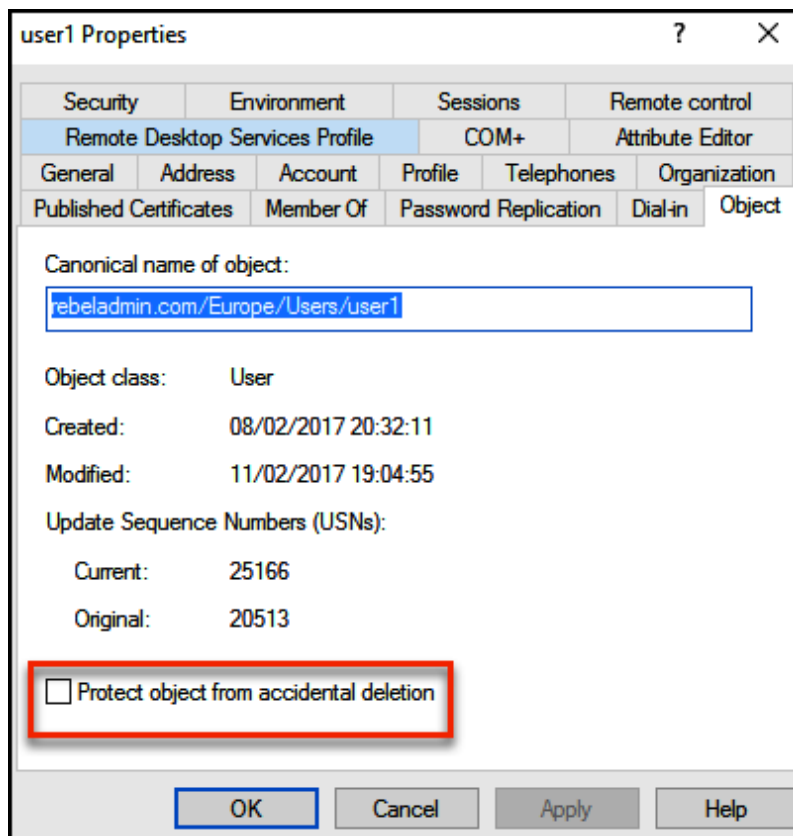 user1 Properties ? ×
Security Environment Sessions Remote control
Remote Desktop Services Profile COM+ Attribute Editor
General Address Account Profile Telephones Organization
Published Certificates Member Of Password Replication Dial-in Object
Canonical name of object:
rebeladmin.com/Europe/Users/user1
Object class: User
Created: 08/02/2017 20:32:11
Modified: 11/02/2017 19:04:55
Update Sequence Numbers (USNs):
Current: 25166
Original: 20513
Protect object from accidental deletion
OK Cancel Apply Help